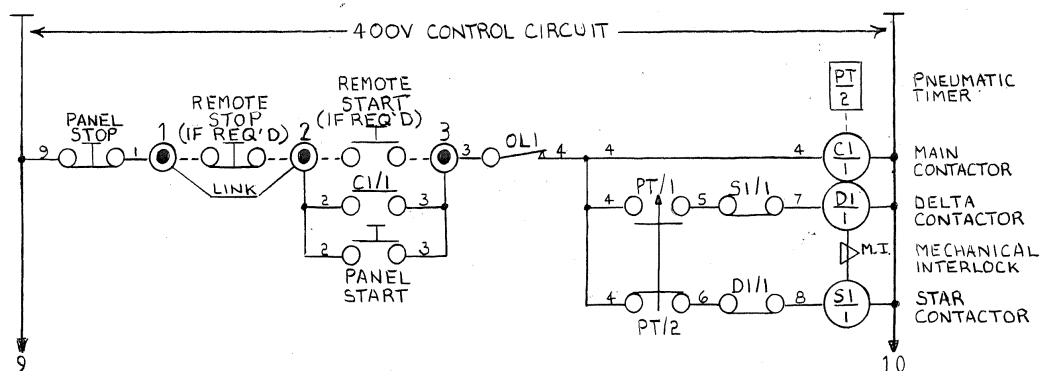 400V CONTROL CIRCUIT
PT
2
PNEUMATIC
TIMER
PANEL
STOP
REMOTE
STOP
(IF REQ'D)
REMOTE
START
(IF REQ'D)
1
2
3
9
1
3
OL1
4
4
4
C1
1
MAIN
CONTACTOR
LINK
C1/1
2
3
PT/1
4
5
S1/1
7
D1
1
DELTA
CONTACTOR
2
3
PANEL
START
M.I.
MECHANICAL
INTERLOCK
4
PT/2
6
D1/1
8
S1
1
STAR
CONTACTOR
9
10